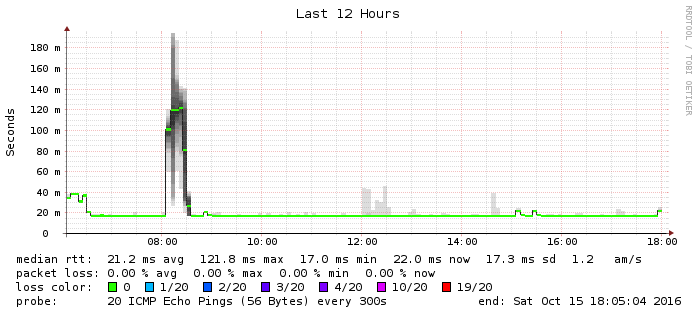 Last 12 Hours
RRDTOOL / TOBI OETIKER
Seconds
180 m
160 m
140 m
120 m
100 m
80 m
60 m
40 m
20 m
0
08:00 10:00 12:00 14:00 16:00 18:00
median rtt: 21.2 ms avg 121.8 ms max 17.0 ms min 22.0 ms now 17.3 ms sd 1.2 am/s
packet loss: 0.00 % avg 0.00 % max 0.00 % min 0.00 % now
loss color: 0 1/20 2/20 3/20 4/20 10/20 19/20
probe: 20 ICMP Echo Pings (56 Bytes) every 300s end: Sat Oct 15 18:05:04 2016